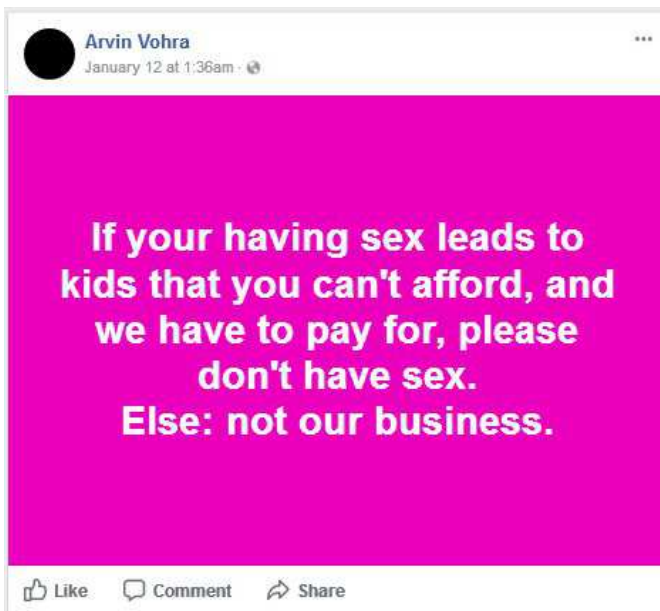 Arvin Vohra
January 12 at 1:36am ·
If your having sex leads to
kids that you can't afford, and
we have to pay for, please
don't have sex.
Else: not our business.
Like Comment Share